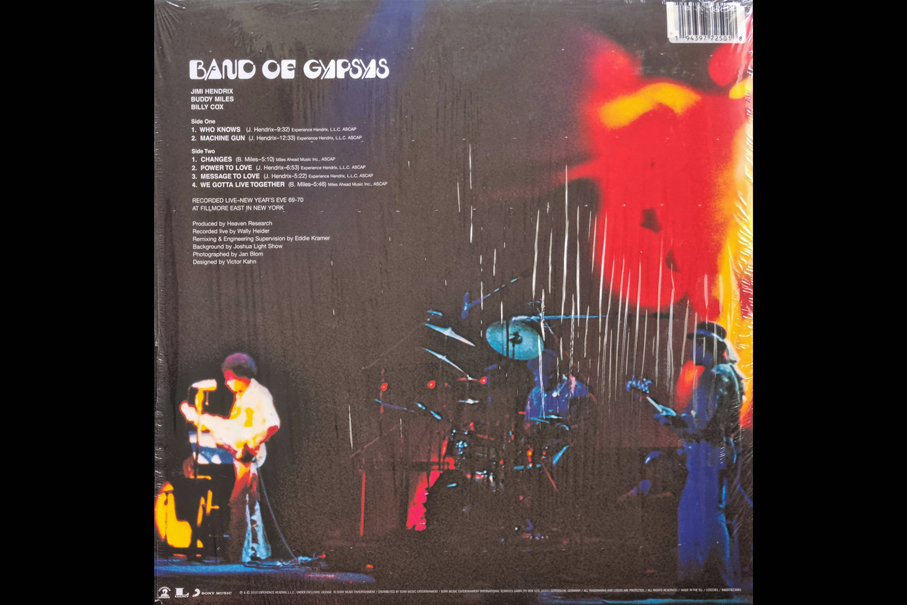 1 94397 72501 8
BAND OF GYPSYS
JIMI HENDRIX
BUDDY MILES
BILLY COX
Side One
1. WHO KNOWS (J. Hendrix–9:32) Experience Hendrix, L.L.C. ASCAP
2. MACHINE GUN (J. Hendrix–12:33) Experience Hendrix, L.L.C. ASCAP
Side Two
1. CHANGES (B. Miles–5:10) Miles Ahead Music Inc., ASCAP
2. POWER TO LOVE (J. Hendrix–6:53) Experience Hendrix, L.L.C. ASCAP
3. MESSAGE TO LOVE (J. Hendrix–5:22) Experience Hendrix, L.L.C. ASCAP
4. WE GOTTA LIVE TOGETHER (B. Miles–5:46) Miles Ahead Music Inc., ASCAP
RECORDED LIVE–NEW YEAR'S EVE 69-70
AT FILLMORE EAST IN NEW YORK
Produced by Heaven Research
Recorded live by Wally Heider
Remixing & Engineering Supervision by Eddie Kramer
Background by Joshua Light Show
Photographed by Jan Blom
Designed by Victor Kahn
SONY MUSIC